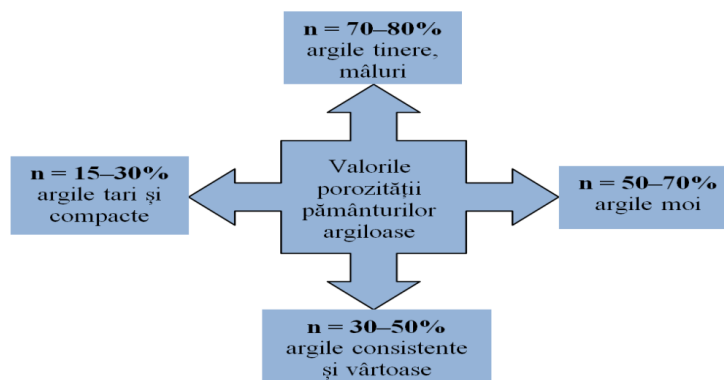 n = 70–80%
argile tinere,
mâluri
n = 15–30%
argile tari și
compacte
Valorile
porozității
pământurilor
argiloase
n = 50–70%
argile moi
n = 30–50%
argile consistente
și vârtoase